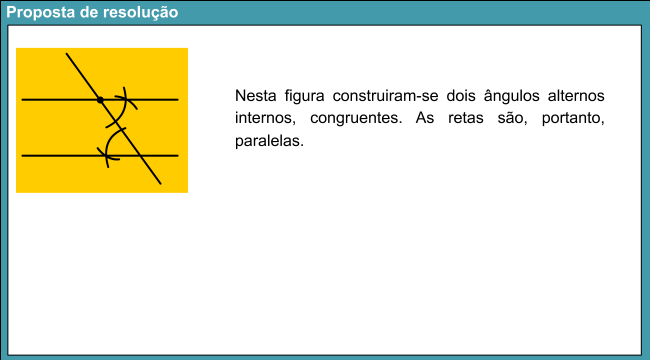 Proposta de resolução
Nesta figura construiram-se dois ângulos alternos
internos, congruentes. As retas são, portanto,
paralelas.